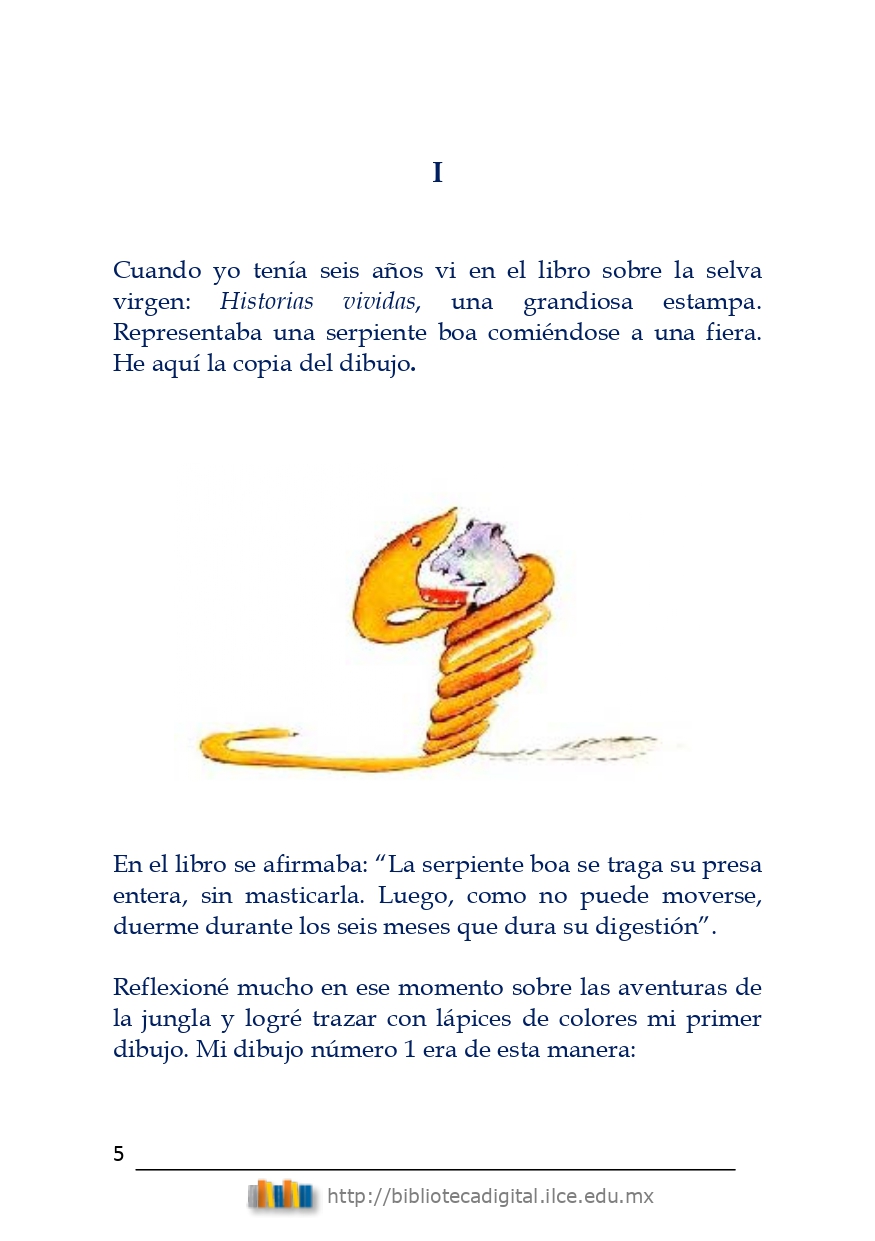 I
Cuando yo tenía seis años vi en el libro sobre la selva
virgen: Historias vividas, una grandiosa estampa.
Representaba una serpiente boa comiéndose a una fiera.
He aquí la copia del dibujo.
En el libro se afirmaba: “La serpiente boa se traga su presa
entera, sin masticarla. Luego, como no puede moverse,
duerme durante los seis meses que dura su digestión”.
Reflexioné mucho en ese momento sobre las aventuras de
la jungla y logré trazar con lápices de colores mi primer
dibujo. Mi dibujo número 1 era de esta manera:
5
http://bibliotecadigital.ilce.edu.mx